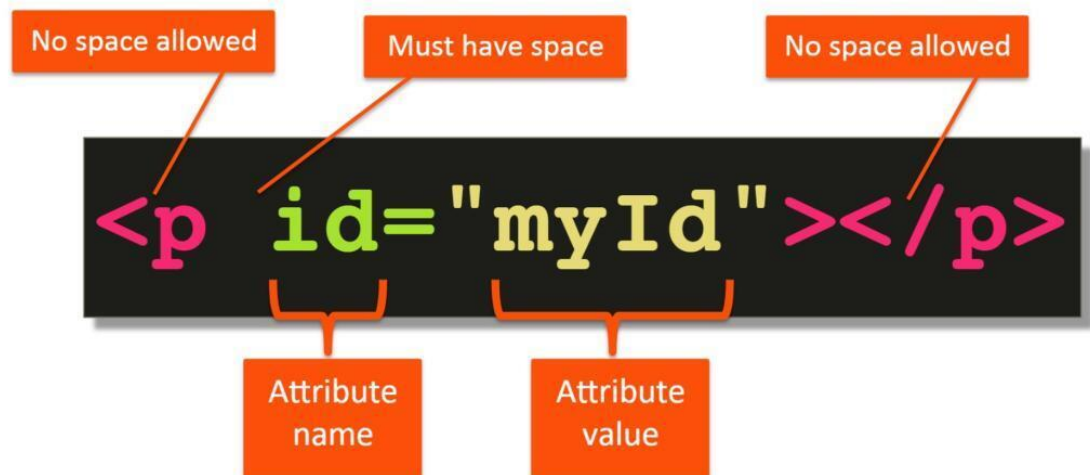 No space allowed
Must have space
No space allowed
<p id="myId"></p>
Attribute
name
Attribute
value